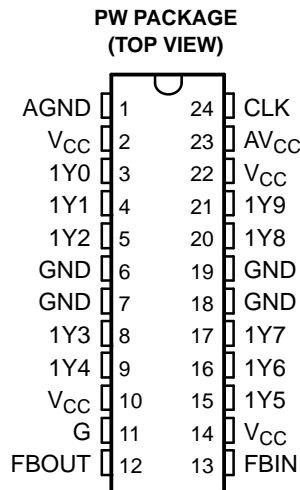 PW PACKAGE
(TOP VIEW)
AGND 1 24 CLK
VCC 2 23 AVCC
1Y0 3 22 VCC
1Y1 4 21 1Y9
1Y2 5 20 1Y8
GND 6 19 GND
GND 7 18 GND
1Y3 8 17 1Y7
1Y4 9 16 1Y6
VCC 10 15 1Y5
G 11 14 VCC
FBOUT 12 13 FBIN